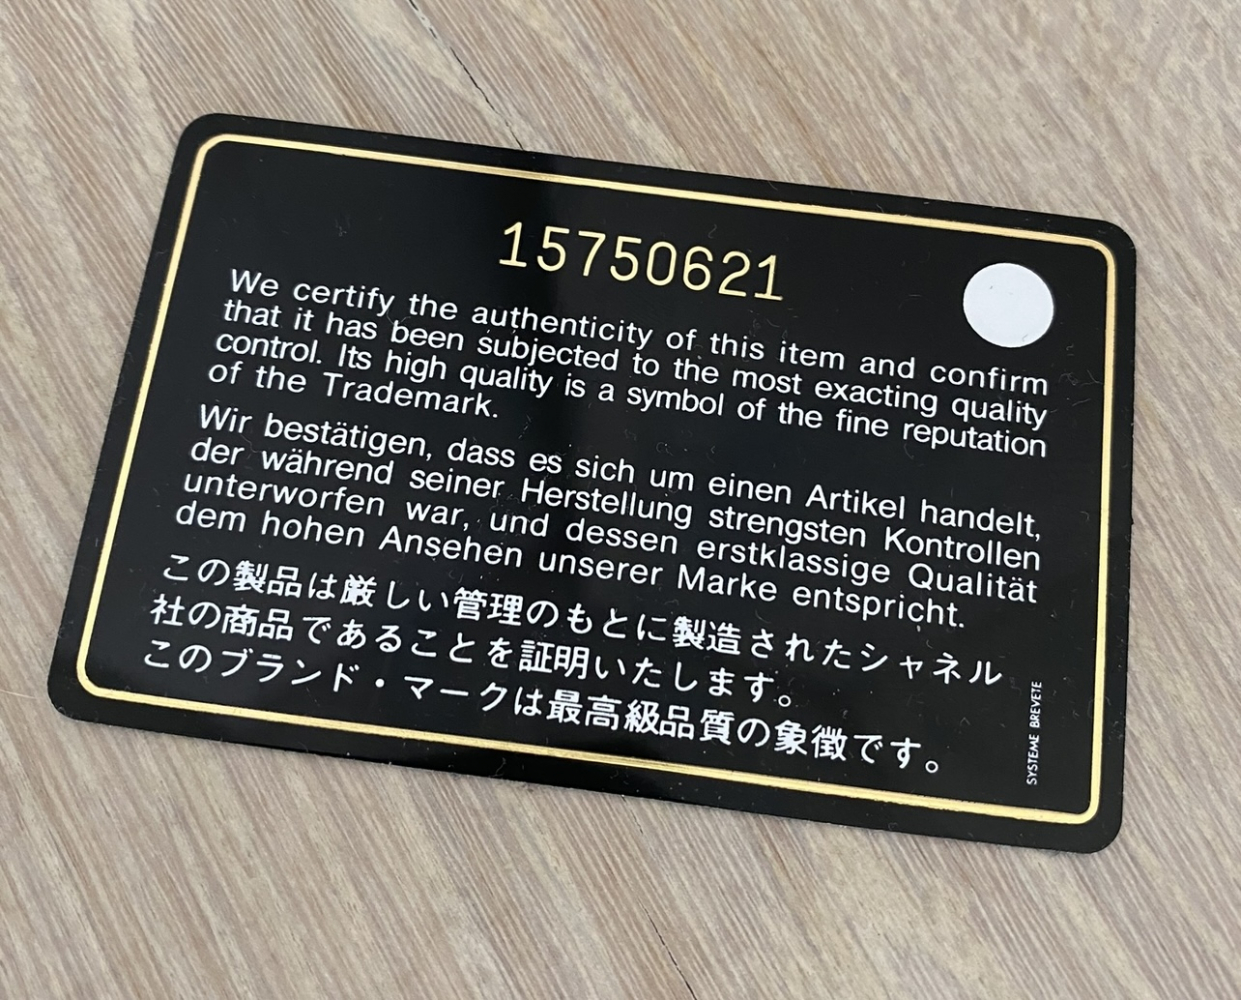 15750621
We certify the authenticity of this item and confirm
that it has been subjected to the most exacting quality
control. Its high quality is a symbol of the fine reputation
of the Trademark.
Wir bestätigen, dass es sich um einen Artikel handelt,
der während seiner Herstellung strengsten Kontrollen
unterworfen war, und dessen erstklassige Qualität
dem hohen Ansehen unserer Marke entspricht.
この製品は厳しい管理のもとに製造されたシャネル
社の商品であることを証明いたします。
このブランド・マークは最高級品質の象徴です。
SYSTEME BREVETE